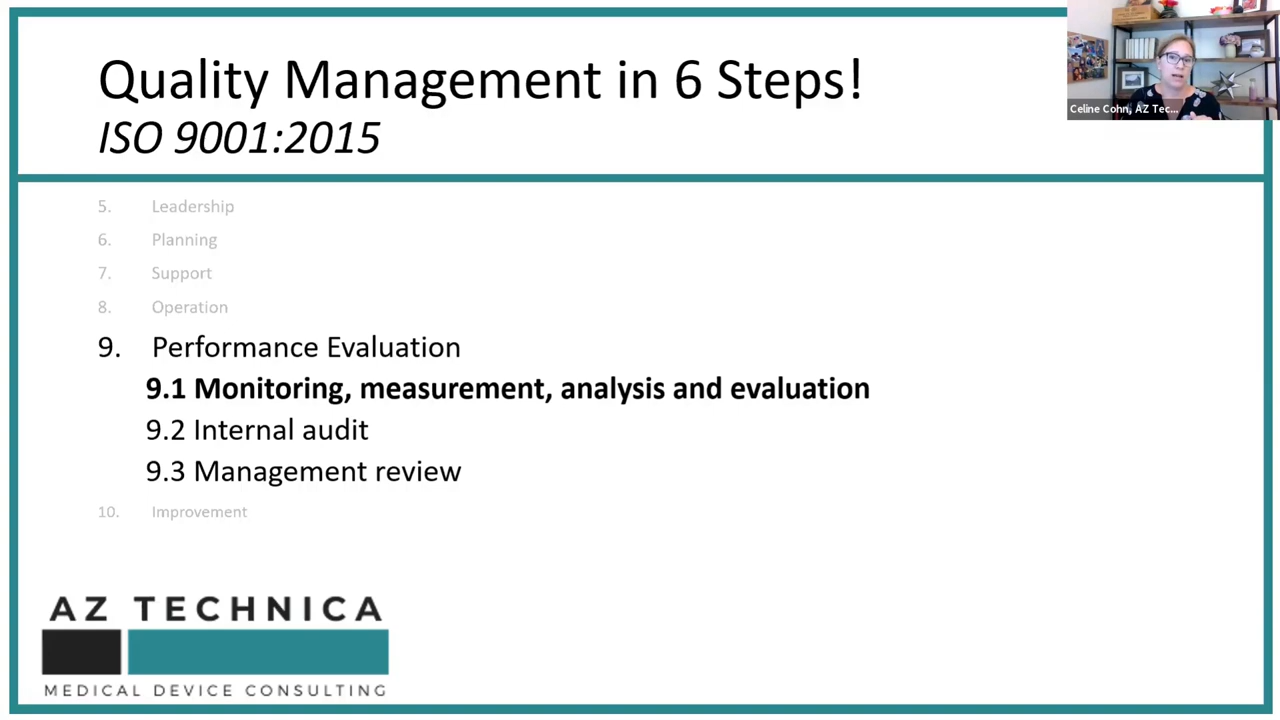 Quality Management in 6 Steps!
ISO 9001:2015
Celine Cohn, AZ Tec...
5. Leadership
6. Planning
7. Support
8. Operation
9. Performance Evaluation
9.1 Monitoring, measurement, analysis and evaluation
9.2 Internal audit
9.3 Management review
10. Improvement
AZ TECHNICA
MEDICAL DEVICE CONSULTING